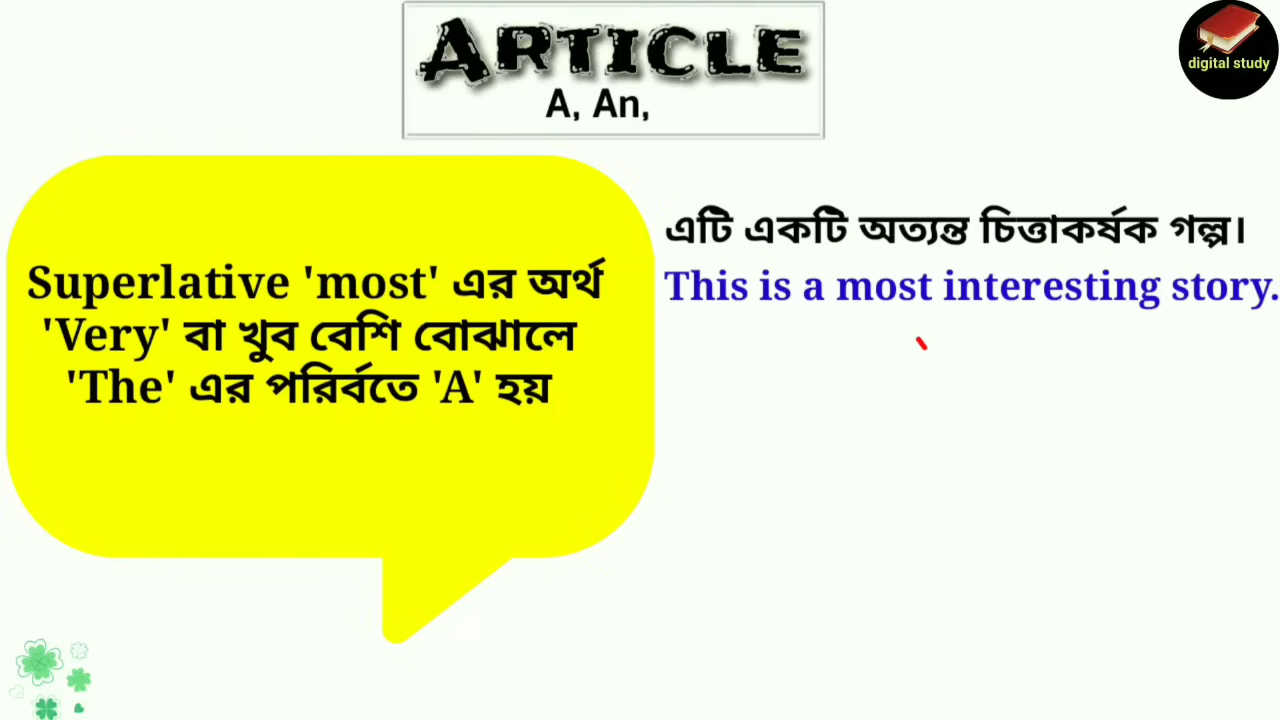 ARTICLE
A, An,
digital study
Superlative 'most' এর অর্থ
'Very' বা খুব বেশি বোঝালে
'The' এর পরির্বতে 'A' হয়
এটি একটি অত্যন্ত চিত্তাকর্ষক গল্প।
This is a most interesting story.